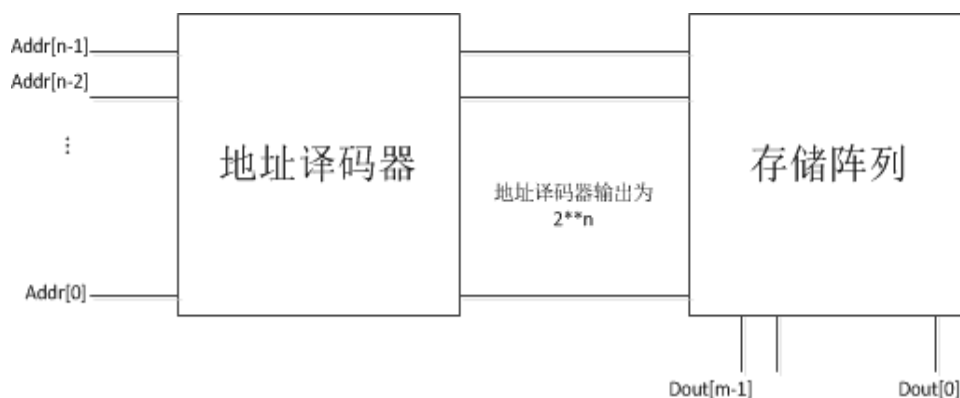 Addr[n-1]
Addr[n-2]
⋮
Addr[0]
地址译码器
地址译码器输出为
2**n
存储阵列
Dout[m-1]
Dout[0]